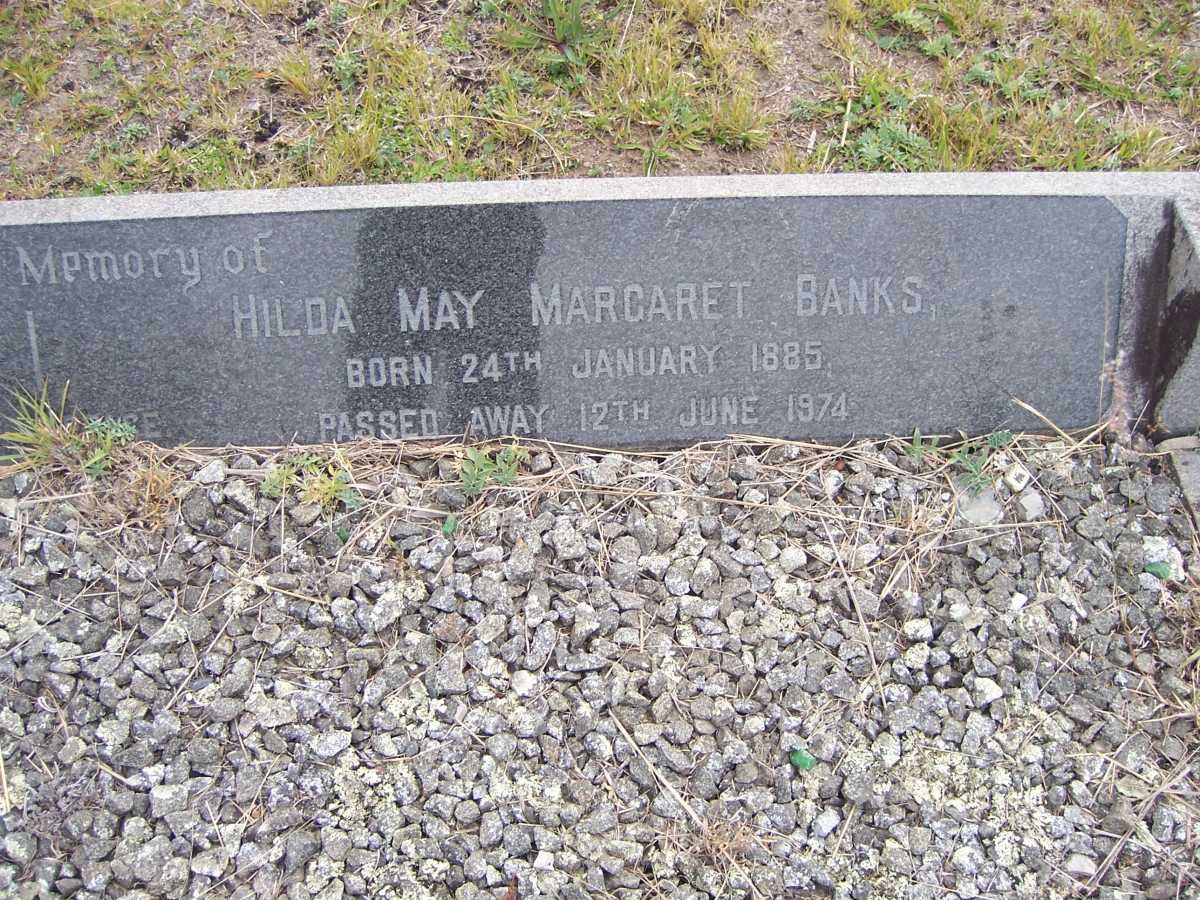 Memory of
HILDA MAY MARGARET BANKS,
BORN 24TH JANUARY 1885,
PASSED AWAY 12TH JUNE 1974